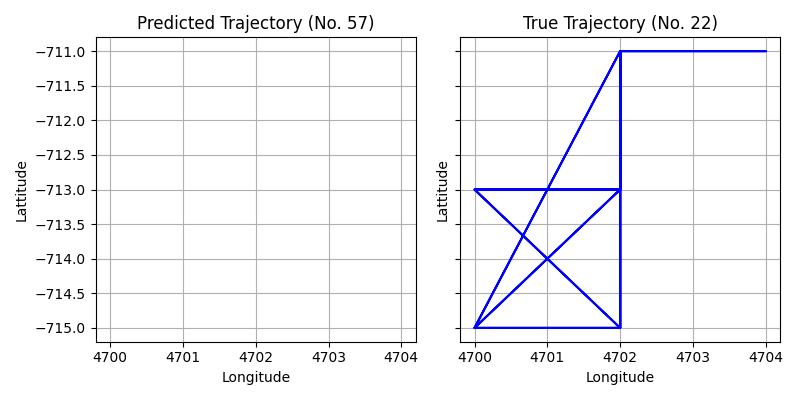 Predicted Trajectory (No. 57)
True Trajectory (No. 22)
−711.0
−711.5
−712.0
−712.5
−713.0
−713.5
−714.0
−714.5
−715.0
Lattitude
Lattitude
4700 4701 4702 4703 4704
4700 4701 4702 4703 4704
Longitude
Longitude